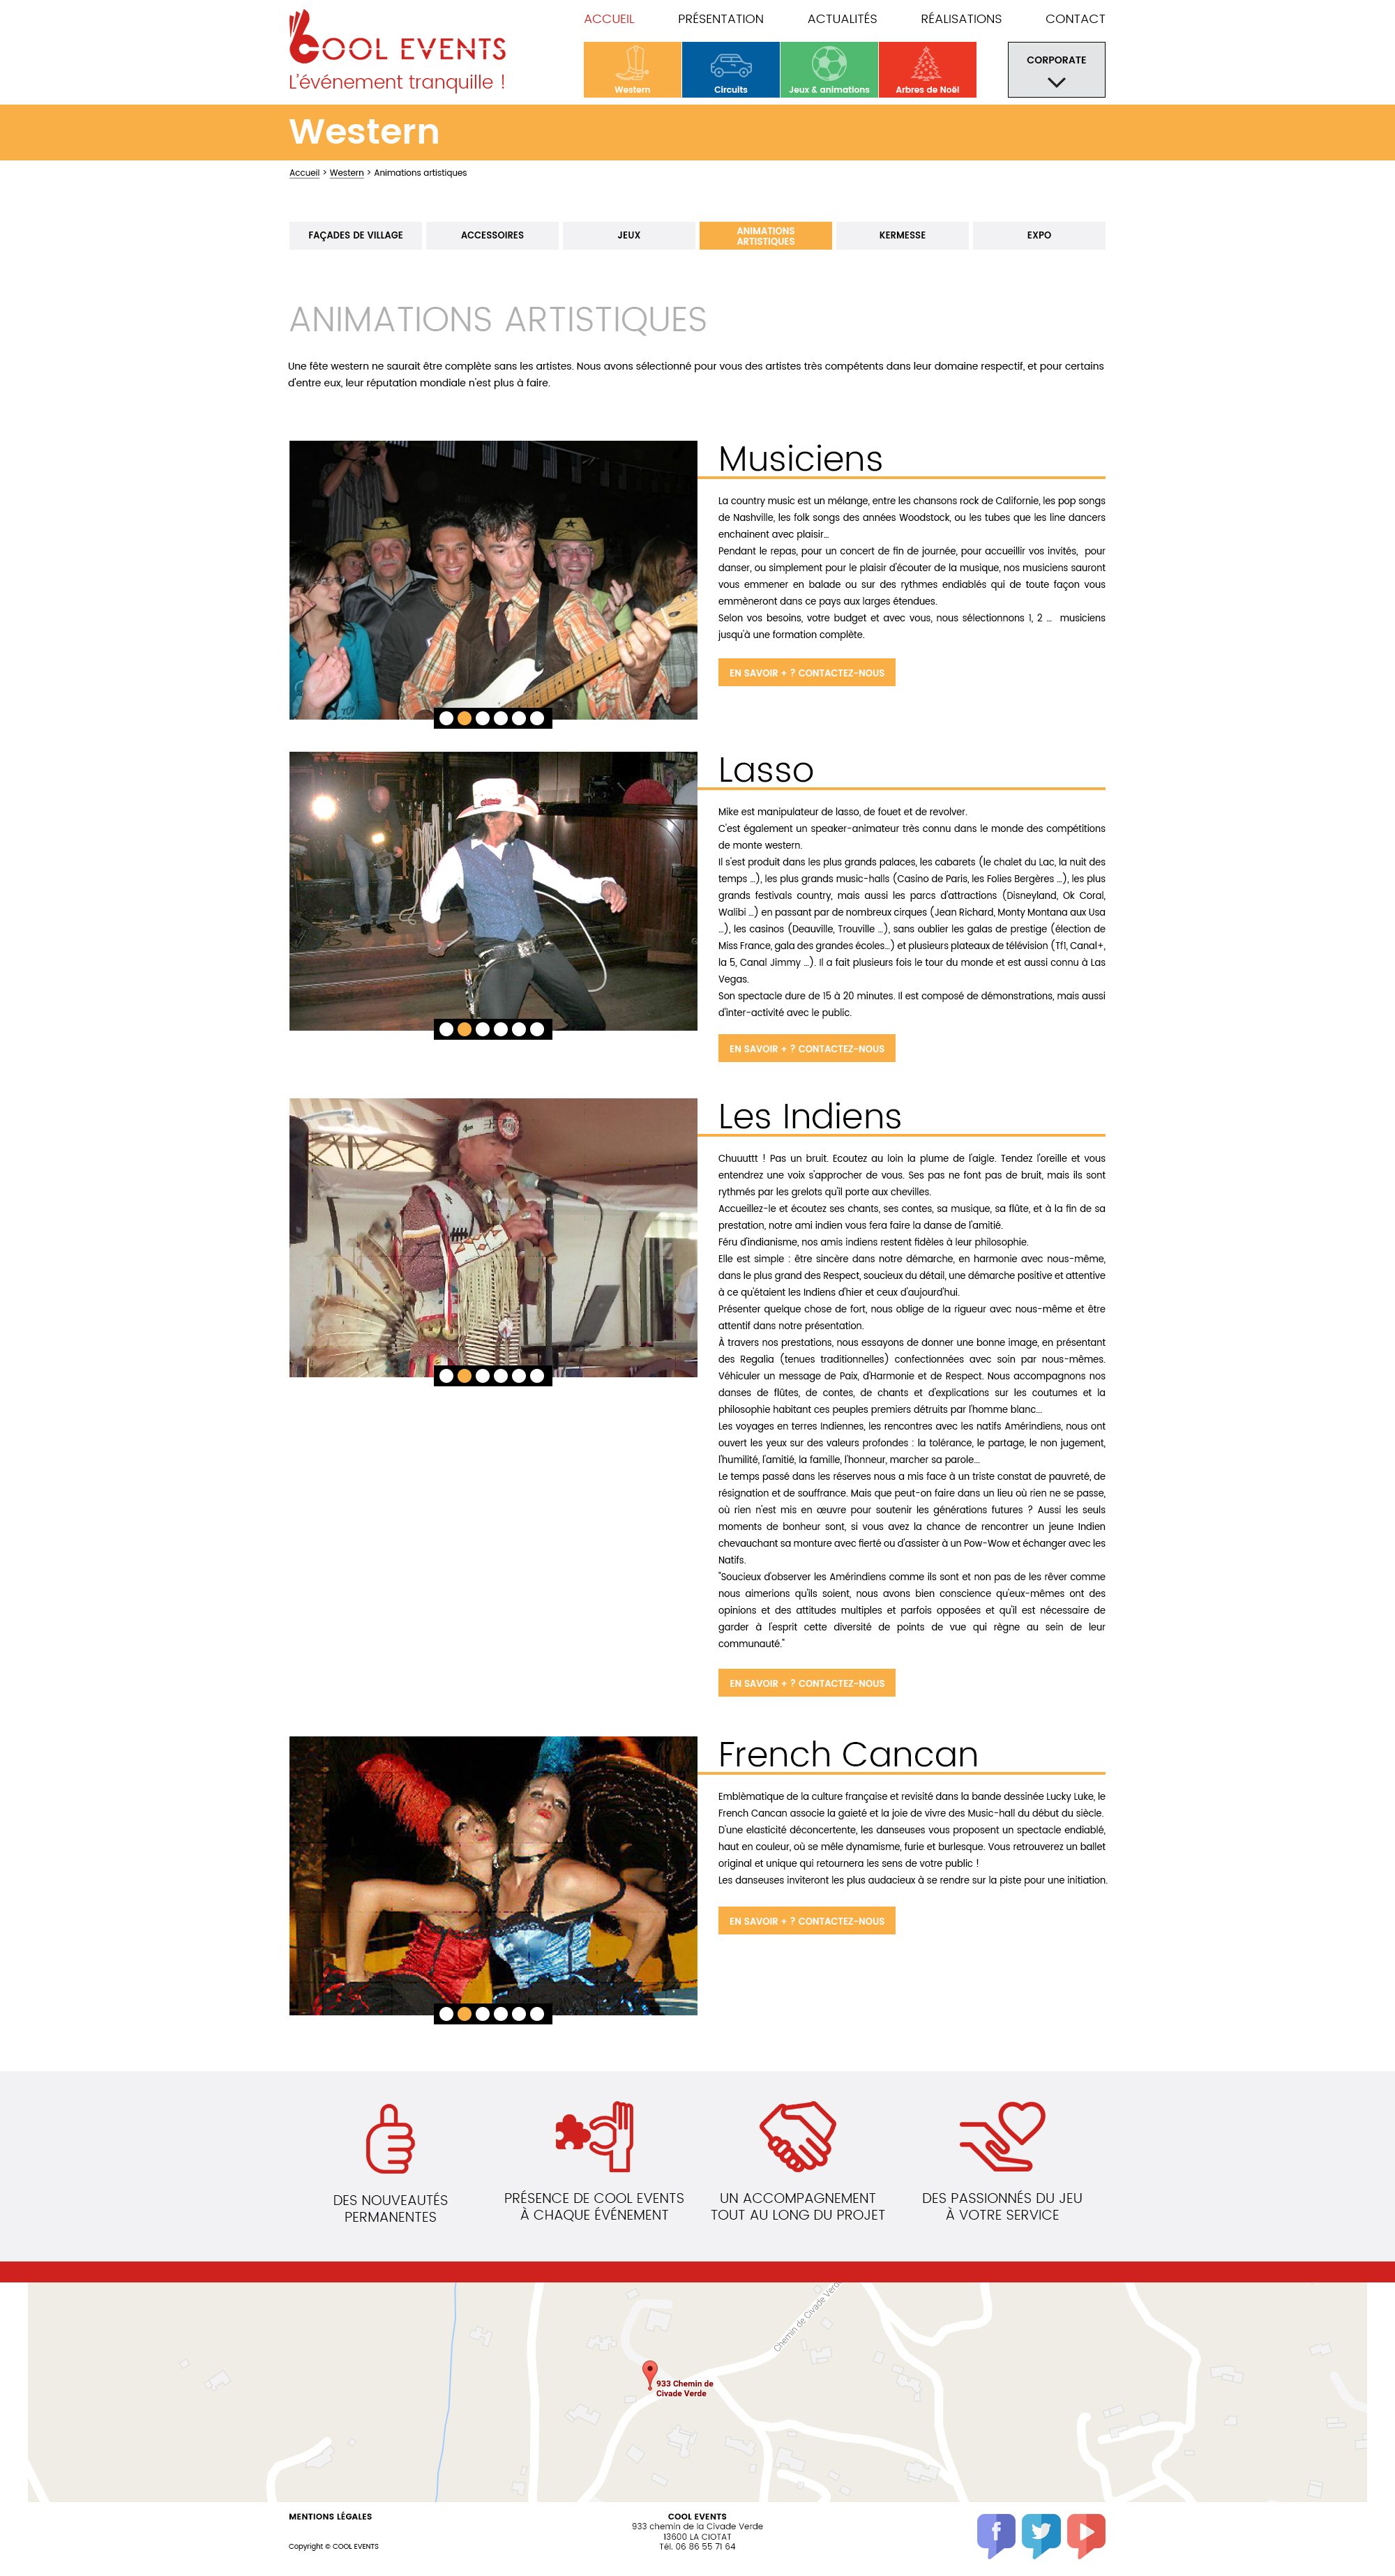 COOL EVENTS
L'événement tranquille !
ACCUEIL
PRÉSENTATION
ACTUALITÉS
RÉALISATIONS
CONTACT
Western
Circuits
Jeux & animations
Arbres de Noël
CORPORATE
Western
Accueil > Western > Animations artistiques
FAÇADES DE VILLAGE
ACCESSOIRES
JEUX
ANIMATIONS
ARTISTIQUES
KERMESSE
EXPO
ANIMATIONS ARTISTIQUES
Une fête western ne saurait être complète sans les artistes. Nous avons sélectionné pour vous des artistes très compétents dans leur domaine respectif, et pour certains
d'entre eux, leur réputation mondiale n'est plus à faire.
Musiciens
La country music est un mélange, entre les chansons rock de Californie, les pop songs
de Nashville, les folk songs des années Woodstock, ou les tubes que les line dancers
enchainent avec plaisir...
Pendant le repas, pour un concert de fin de journée, pour accueillir vos invités, pour
danser, ou simplement pour le plaisir d'écouter de la musique, nos musiciens sauront
vous emmener en balade ou sur des rythmes endiablés qui de toute façon vous
emmèneront dans ce pays aux larges étendues.
Selon vos besoins, votre budget et avec vous, nous sélectionnons 1, 2 ... musiciens
jusqu'à une formation complète.
EN SAVOIR + ? CONTACTEZ-NOUS
Lasso
Mike est manipulateur de lasso, de fouet et de revolver.
C'est également un speaker-animateur très connu dans le monde des compétitions
de monte western.
Il s'est produit dans les plus grands palaces, les cabarets (le chalet du Lac, la nuit des
temps ...), les plus grands music-halls (Casino de Paris, les Folies Bergères ...), les plus
grands festivals country, mais aussi les parcs d'attractions (Disneyland, Ok Coral,
Walibi ...) en passant par de nombreux cirques (Jean Richard, Monty Montana aux Usa
...), les casinos (Deauville, Trouville ...), sans oublier les galas de prestige (élection de
Miss France, gala des grandes écoles...) et plusieurs plateaux de télévision (Tf1, Canal+,
la 5, Canal Jimmy ...). Il a fait plusieurs fois le tour du monde et est aussi connu à Las
Vegas.
Son spectacle dure de 15 à 20 minutes. Il est composé de démonstrations, mais aussi
d'inter-activité avec le public.
EN SAVOIR + ? CONTACTEZ-NOUS
Les Indiens
Chuuuttt ! Pas un bruit. Ecoutez au loin la plume de l'aigle. Tendez l'oreille et vous
entendrez une voix s'approcher de vous. Ses pas ne font pas de bruit, mais ils sont
rythmés par les grelots qu'il porte aux chevilles.
Accueillez-le et écoutez ses chants, ses contes, sa musique, sa flûte, et à la fin de sa
prestation, notre ami indien vous fera faire la danse de l'amitié.
Féru d'indianisme, nos amis indiens restent fidèles à leur philosophie.
Elle est simple : être sincère dans notre démarche, en harmonie avec nous-même,
dans le plus grand des Respect, soucieux du détail, une démarche positive et attentive
à ce qu'étaient les Indiens d'hier et ceux d'aujourd'hui.
Présenter quelque chose de fort, nous oblige de la rigueur avec nous-même et être
attentif dans notre présentation.
À travers nos prestations, nous essayons de donner une bonne image, en présentant
des Regalia (tenues traditionnelles) confectionnées avec soin par nous-mêmes.
Véhiculer un message de Paix, d'Harmonie et de Respect. Nous accompagnons nos
danses de flûtes, de contes, de chants et d'explications sur les coutumes et la
philosophie habitant ces peuples premiers détruits par l'homme blanc...
Les voyages en terres Indiennes, les rencontres avec les natifs Amérindiens, nous ont
ouvert les yeux sur des valeurs profondes : la tolérance, le partage, le non jugement,
l'humilité, l'amitié, la famille, l'honneur, marcher sa parole...
Le temps passé dans les réserves nous a mis face à un triste constat de pauvreté, de
résignation et de souffrance. Mais que peut-on faire dans un lieu où rien ne se passe,
où rien n'est mis en œuvre pour soutenir les générations futures ? Aussi les seuls
moments de bonheur sont, si vous avez la chance de rencontrer un jeune Indien
chevauchant sa monture avec fierté ou d'assister à un Pow-Wow et échanger avec les
Natifs.
"Soucieux d'observer les Amérindiens comme ils sont et non pas de les rêver comme
nous aimerions qu'ils soient, nous avons bien conscience qu'eux-mêmes ont des
opinions et des attitudes multiples et parfois opposées et qu'il est nécessaire de
garder à l'esprit cette diversité de points de vue qui règne au sein de leur
communauté."
EN SAVOIR + ? CONTACTEZ-NOUS
French Cancan
Emblèmatique de la culture française et revisité dans la bande dessinée Lucky Luke, le
French Cancan associe la gaieté et la joie de vivre des Music-hall du début du siècle.
D'une elasticité déconcertente, les danseuses vous proposent un spectacle endiablé,
haut en couleur, où se mêle dynamisme, furie et burlesque. Vous retrouverez un ballet
original et unique qui retournera les sens de votre public !
Les danseuses inviteront les plus audacieux à se rendre sur la piste pour une initiation.
EN SAVOIR + ? CONTACTEZ-NOUS
DES NOUVEAUTÉS
PERMANENTES
PRÉSENCE DE COOL EVENTS
À CHAQUE ÉVÉNEMENT
UN ACCOMPAGNEMENT
TOUT AU LONG DU PROJET
DES PASSIONNÉS DU JEU
À VOTRE SERVICE
Chemin de Civade Verde
933 Chemin de
Civade Verde
MENTIONS LÉGALES
Copyright © COOL EVENTS
COOL EVENTS
933 chemin de la Civade Verde
13600 LA CIOTAT
Tél. 06 86 55 71 64